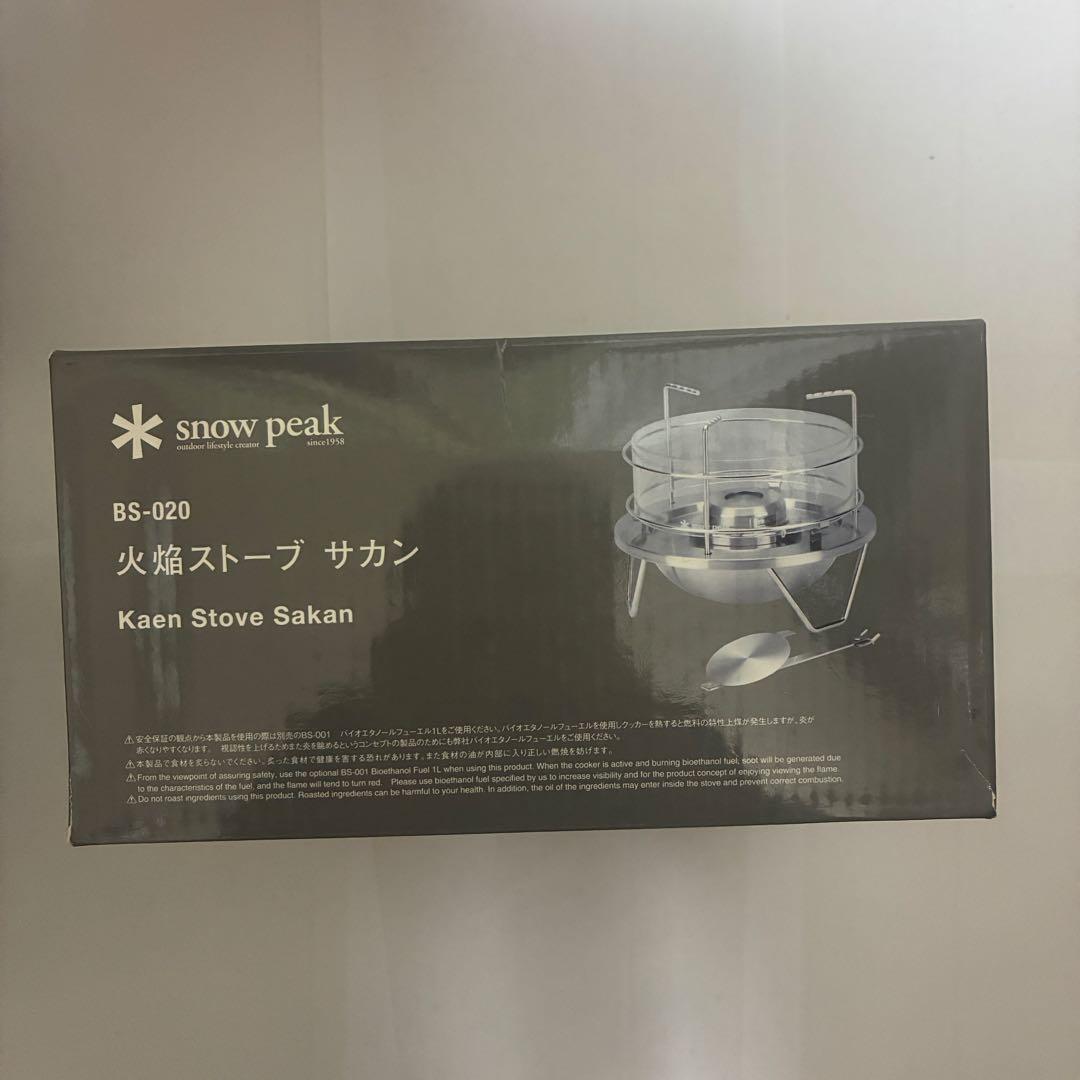 snow peak
outdoor lifestyle creator since1958
BS-020
火焔ストーブ サカン
Kaen Stove Sakan
⚠安全保証の観点から本製品を使用の際は別売のBS-001 バイオエタノールフューエル1Lをご使用ください。バイオエタノールフューエルを使用しクッカーを熱すると燃料の特性上煤が発生しますが、炎が
赤くなりやすくなります。 視認性を上げるためまた炎を眺めるというコンセプトの製品のためにも弊社バイオエタノールフューエルをご使用ください。
⚠本製品で食材を炙らないでください。炙った食材で健康を害する恐れがあります。また食材の油が内部に入り正しい燃焼を妨げます。
⚠From the viewpoint of assuring safety, use the optional BS-001 Bioethanol Fuel 1L when using this product. When the cooker is active and burning bioethanol fuel, soot will be generated due
to the characteristics of the fuel, and the flame will tend to turn red. Please use bioethanol fuel specified by us to increase visibility and for the product concept of enjoying viewing the flame.
⚠Do not roast ingredients using this product. Roasted ingredients can be harmful to your health. In addition, the oil of the ingredients may enter inside the stove and prevent correct combustion.